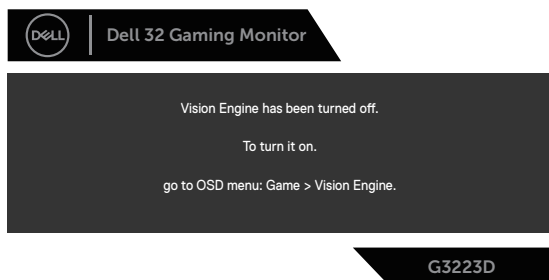 DELL
Dell 32 Gaming Monitor
Vision Engine has been turned off.
To turn it on.
go to OSD menu: Game > Vision Engine.
G3223D